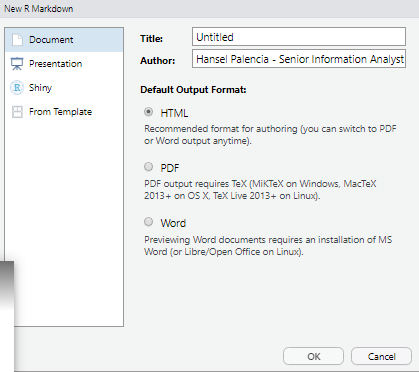 New R Markdown
Document
Presentation
R Shiny
From Template
Title: Untitled
Author: Hansel Palencia - Senior Information Analyst
Default Output Format:
HTML
Recommended format for authoring (you can switch to PDF
or Word output anytime).
PDF
PDF output requires TeX (MiKTeX on Windows, MacTeX
2013+ on OS X, TeX Live 2013+ on Linux).
Word
Previewing Word documents requires an installation of MS
Word (or Libre/Open Office on Linux).
OK Cancel